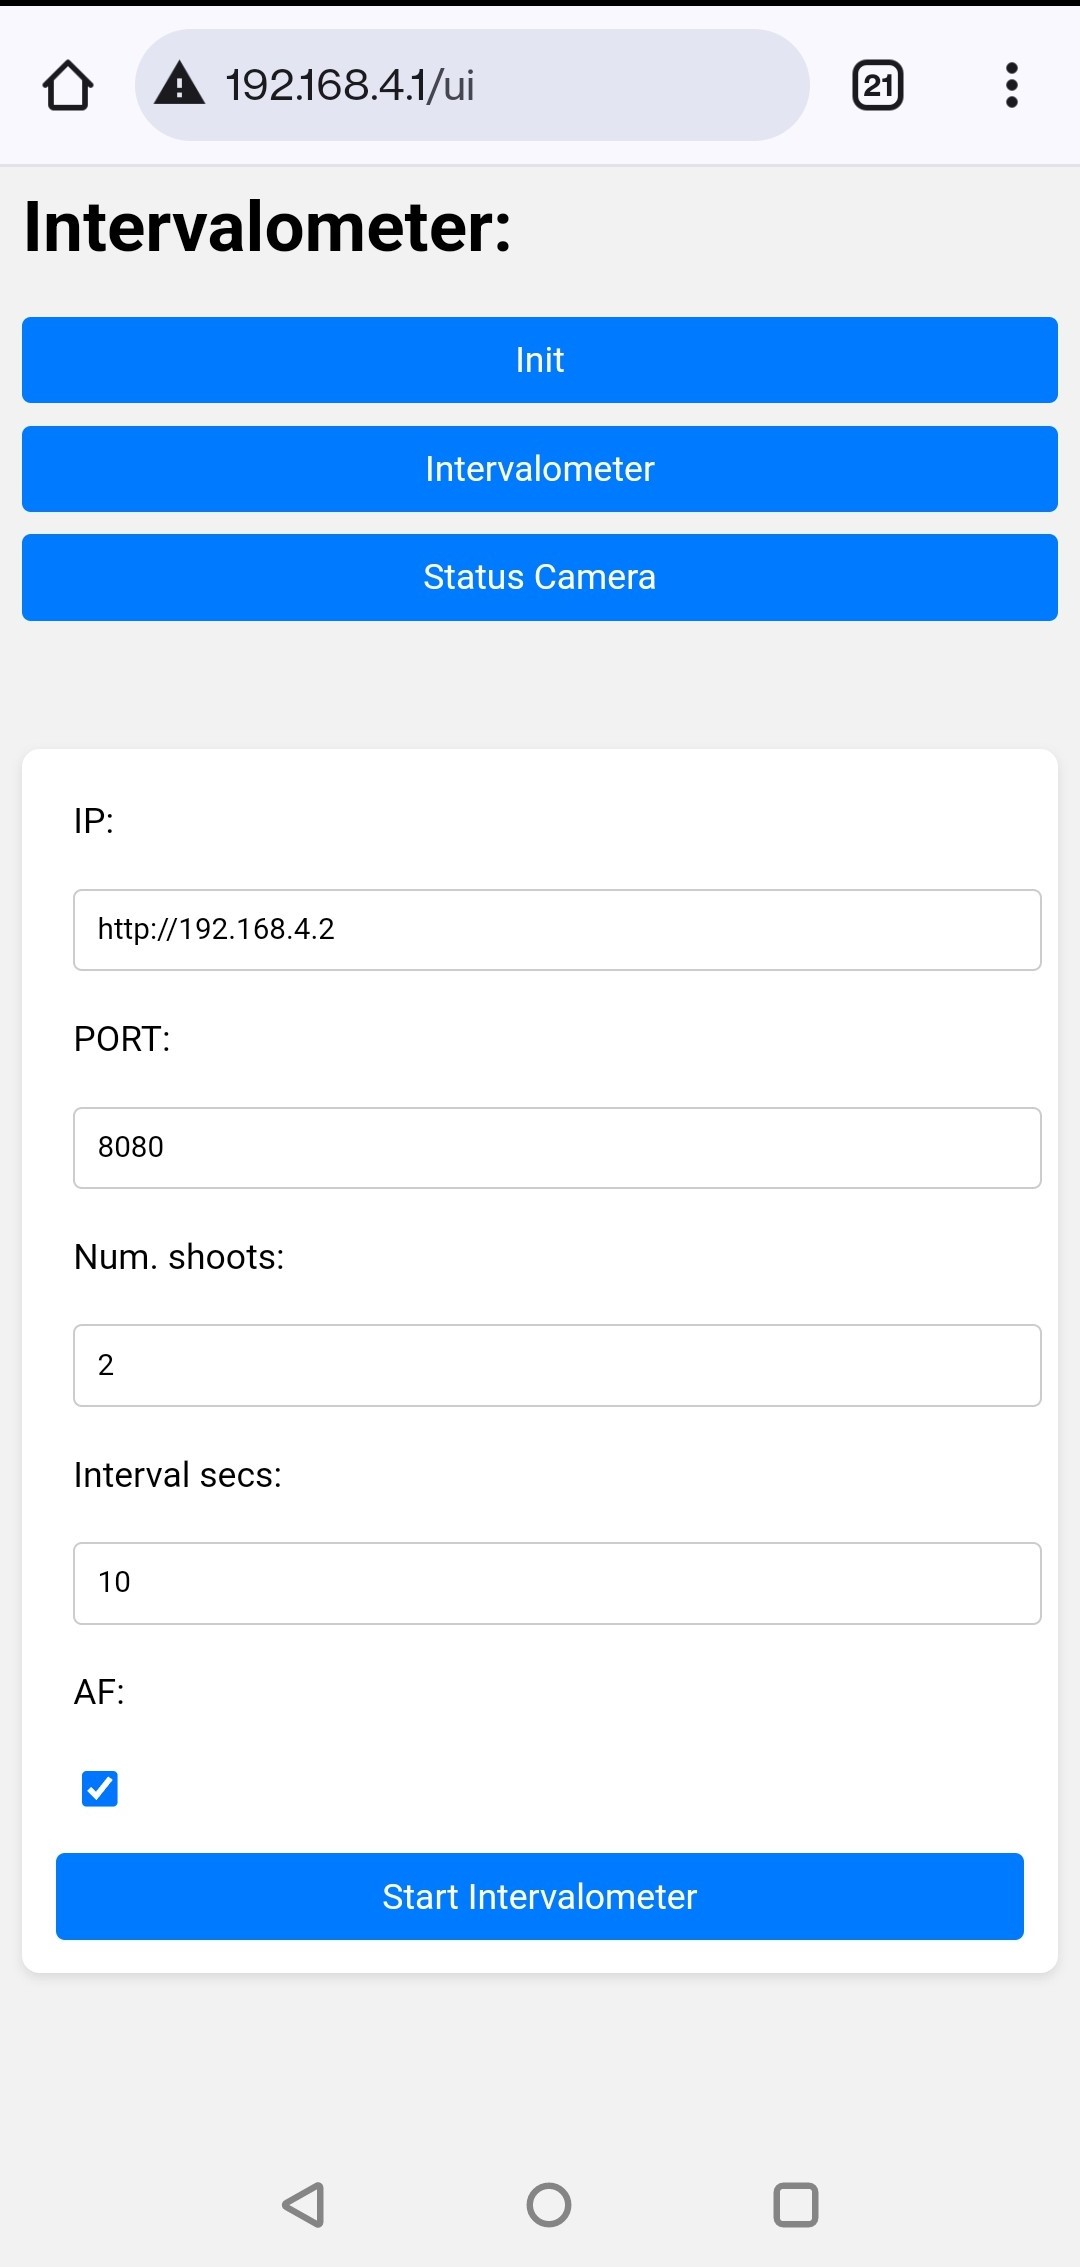 192.168.4.1/ui
21
Intervalometer:
Init
Intervalometer
Status Camera
IP:
http://192.168.4.2
PORT:
8080
Num. shoots:
2
Interval secs:
10
AF:
Start Intervalometer